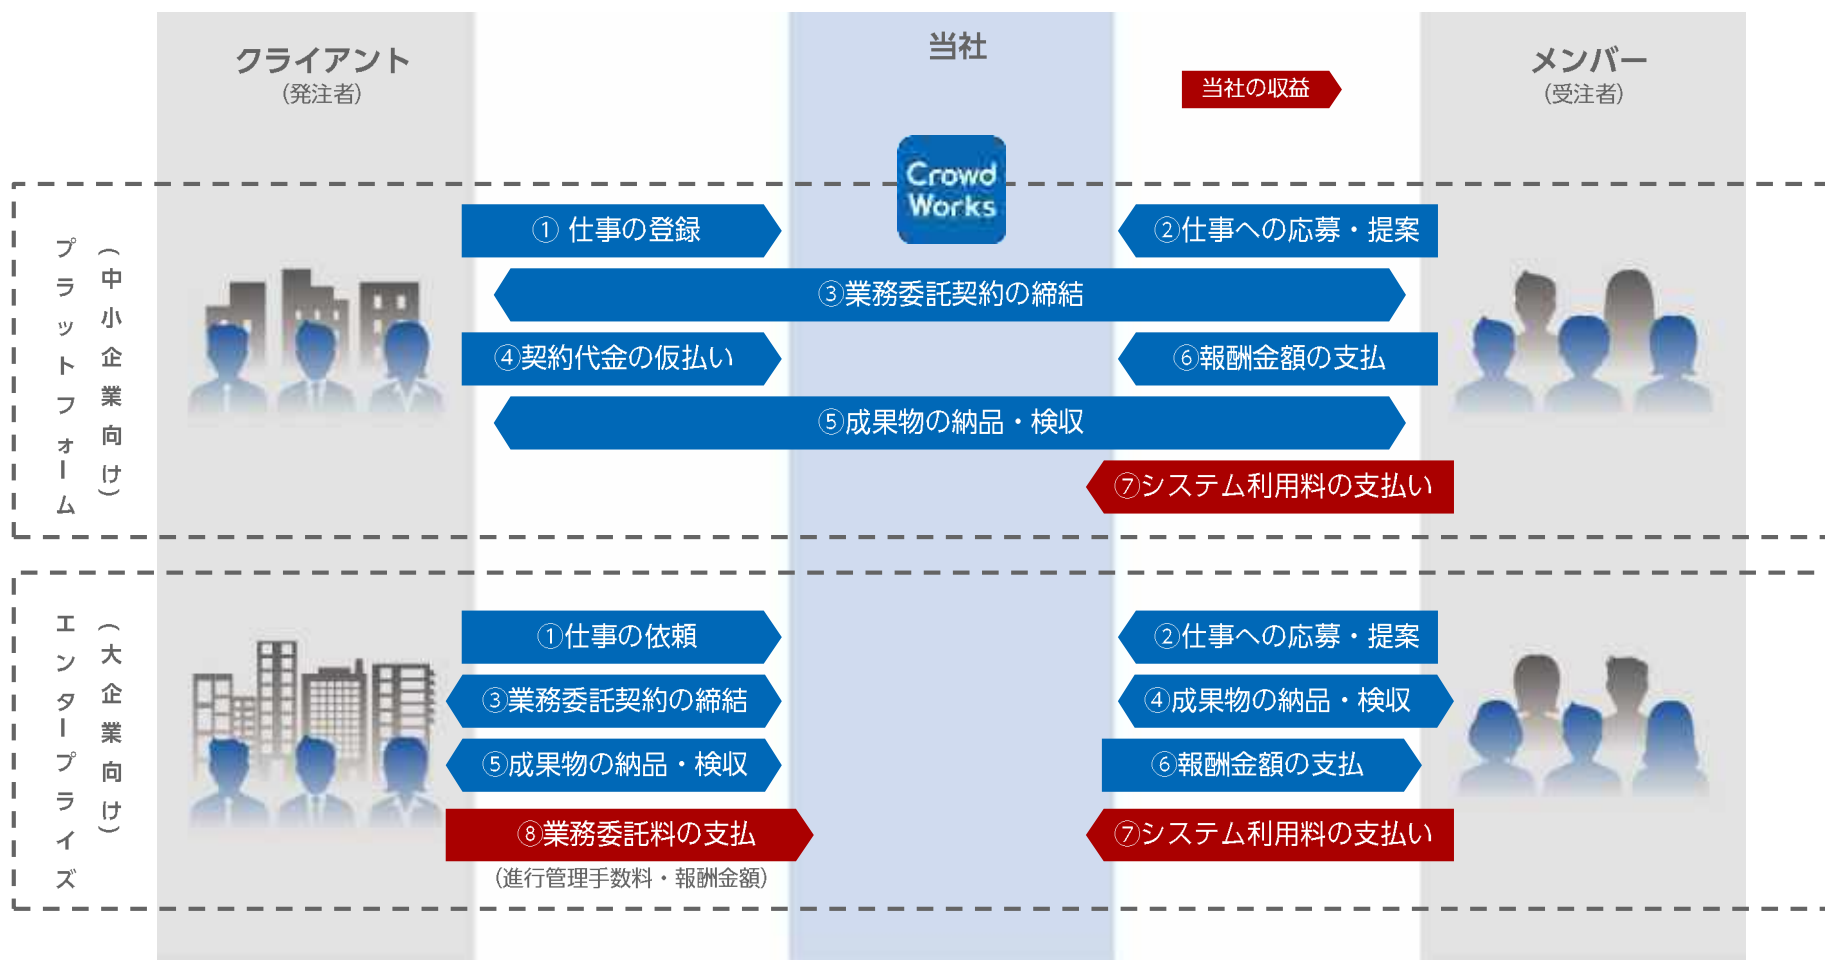 クライアント
(発注者)
当社
当社の収益
メンバー
(受注者)
Crowd
Works
プラットフォーム
(中小企業向け)
① 仕事の登録
②仕事への応募・提案
③業務委託契約の締結
④契約代金の仮払い
⑥報酬金額の支払
⑤成果物の納品・検収
⑦システム利用料の支払い
エンタープライズ
(大企業向け)
①仕事の依頼
②仕事への応募・提案
③業務委託契約の締結
④成果物の納品・検収
⑤成果物の納品・検収
⑥報酬金額の支払
⑧業務委託料の支払
⑦システム利用料の支払い
(進行管理手数料・報酬金額)